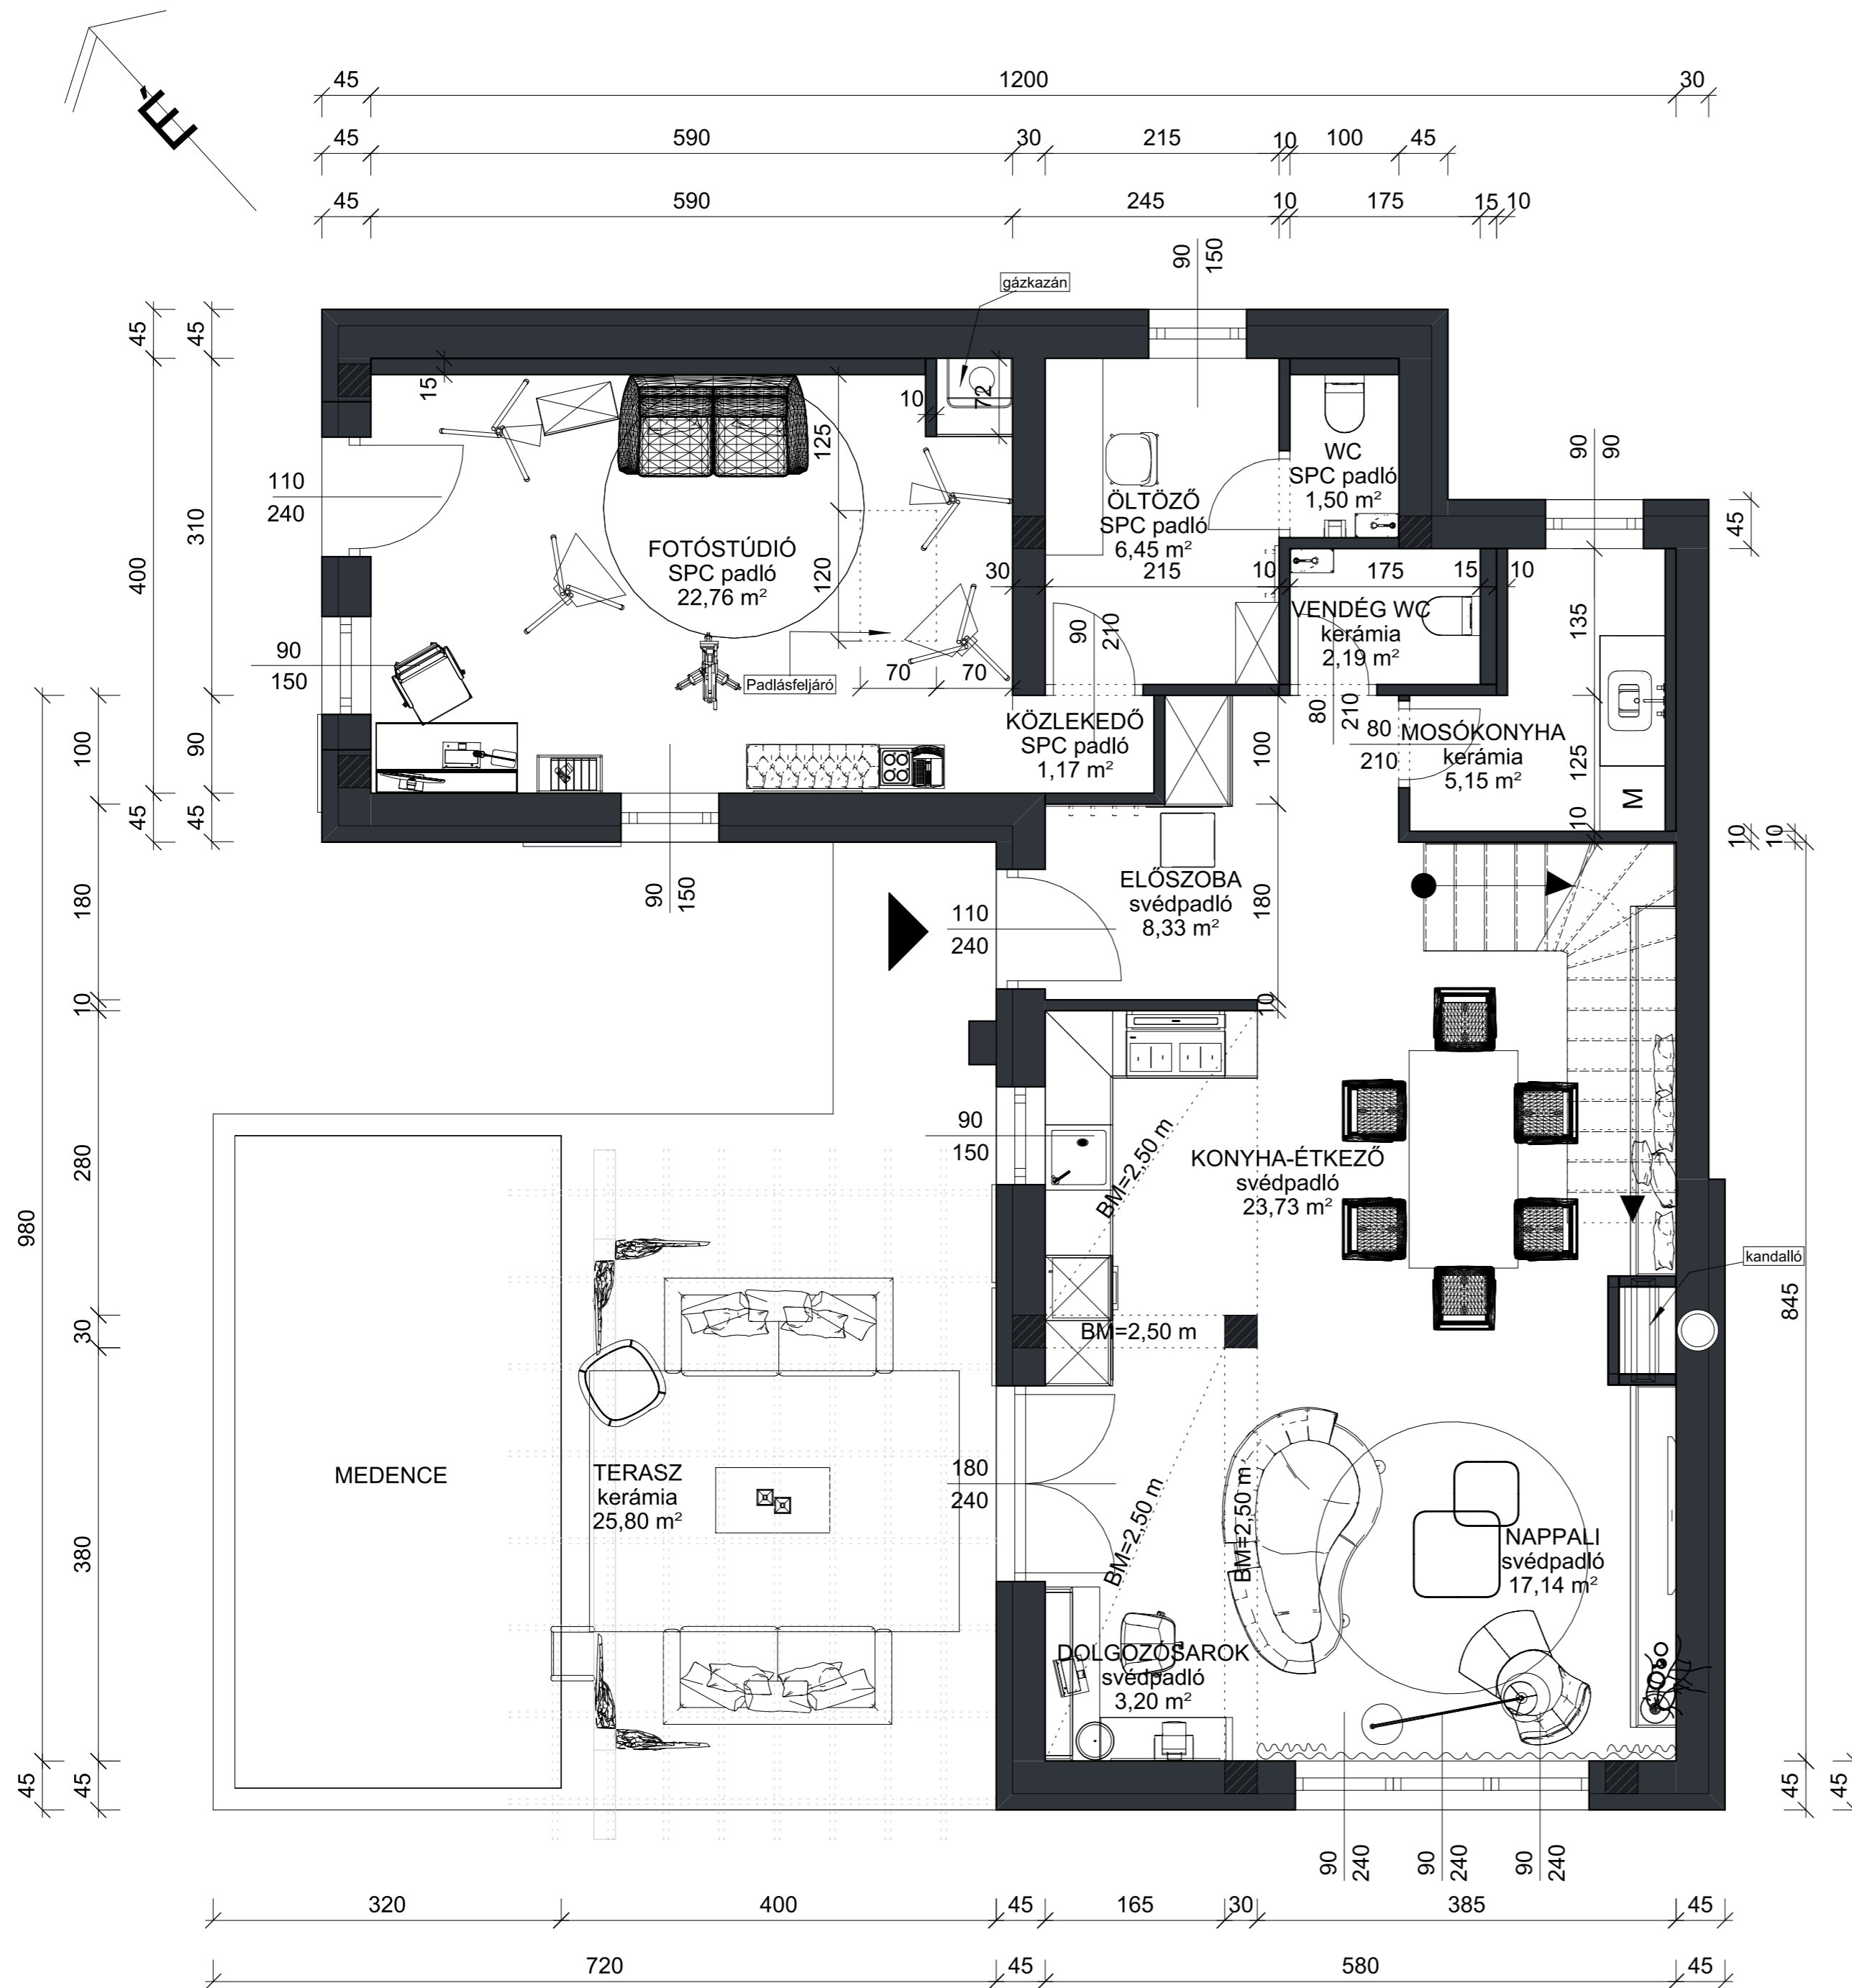 É
45 1200 30
45 590 30 215 10 100 45
45 590 245 10 175 15 10
90
150
gázkazán
45 45
15
10
72
125
90
90
WC
SPC padló
1,50 m²
110
240
ÖLTÖZŐ
SPC padló
6,45 m²
45
310
400
FOTÓSTÚDIÓ
SPC padló
22,76 m²
120
30 215 10 175 15 10
VENDÉG WC
kerámia
2,19 m²
135
90
210
90
150
70 70
Padlásfeljáró
KÖZLEKEDŐ
SPC padló
1,17 m²
80
210
80
210
MOSÓKONYHA
kerámia
5,15 m²
125
M
100
90
100
45 45
10
10 10
90
150
ELŐSZOBA
svédpadló
8,33 m²
180
180
110
240
10
10
90
150
BM=2,50 m
KONYHA-ÉTKEZŐ
svédpadló
23,73 m²
280
980
kandalló
845
30
BM=2,50 m
MEDENCE
TERASZ
kerámia
25,80 m²
180
240
BM=2,50 m
BM=2,50 m
NAPPALI
svédpadló
17,14 m²
380
DOLGOZÓSAROK
svédpadló
3,20 m²
45 45
45 45
90
240
90
240
90
240
320 400 45 165 30 385 45
720 45 580 45